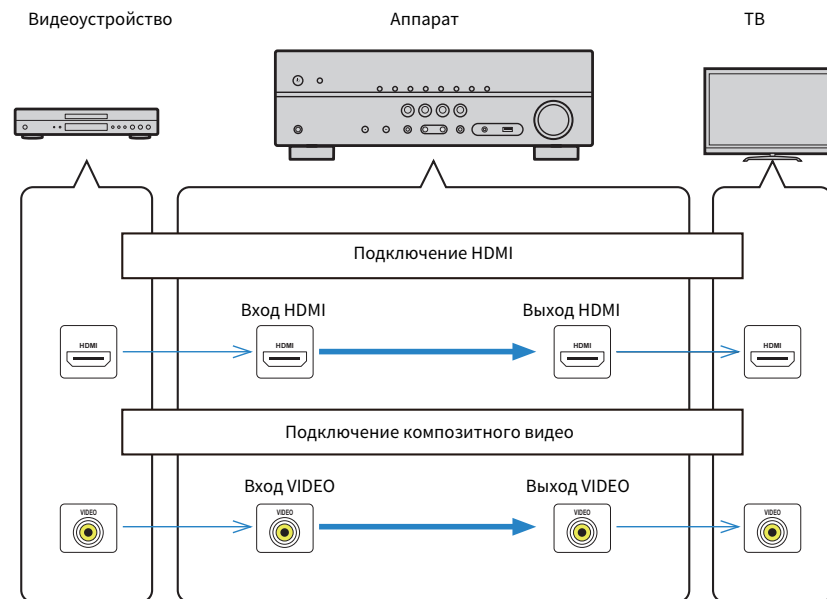 Видеоустройство
Аппарат
ТВ
Подключение HDMI
Вход HDMI
Выход HDMI
HDMI
HDMI
HDMI
HDMI
Подключение композитного видео
Вход VIDEO
Выход VIDEO
VIDEO
VIDEO
VIDEO
VIDEO